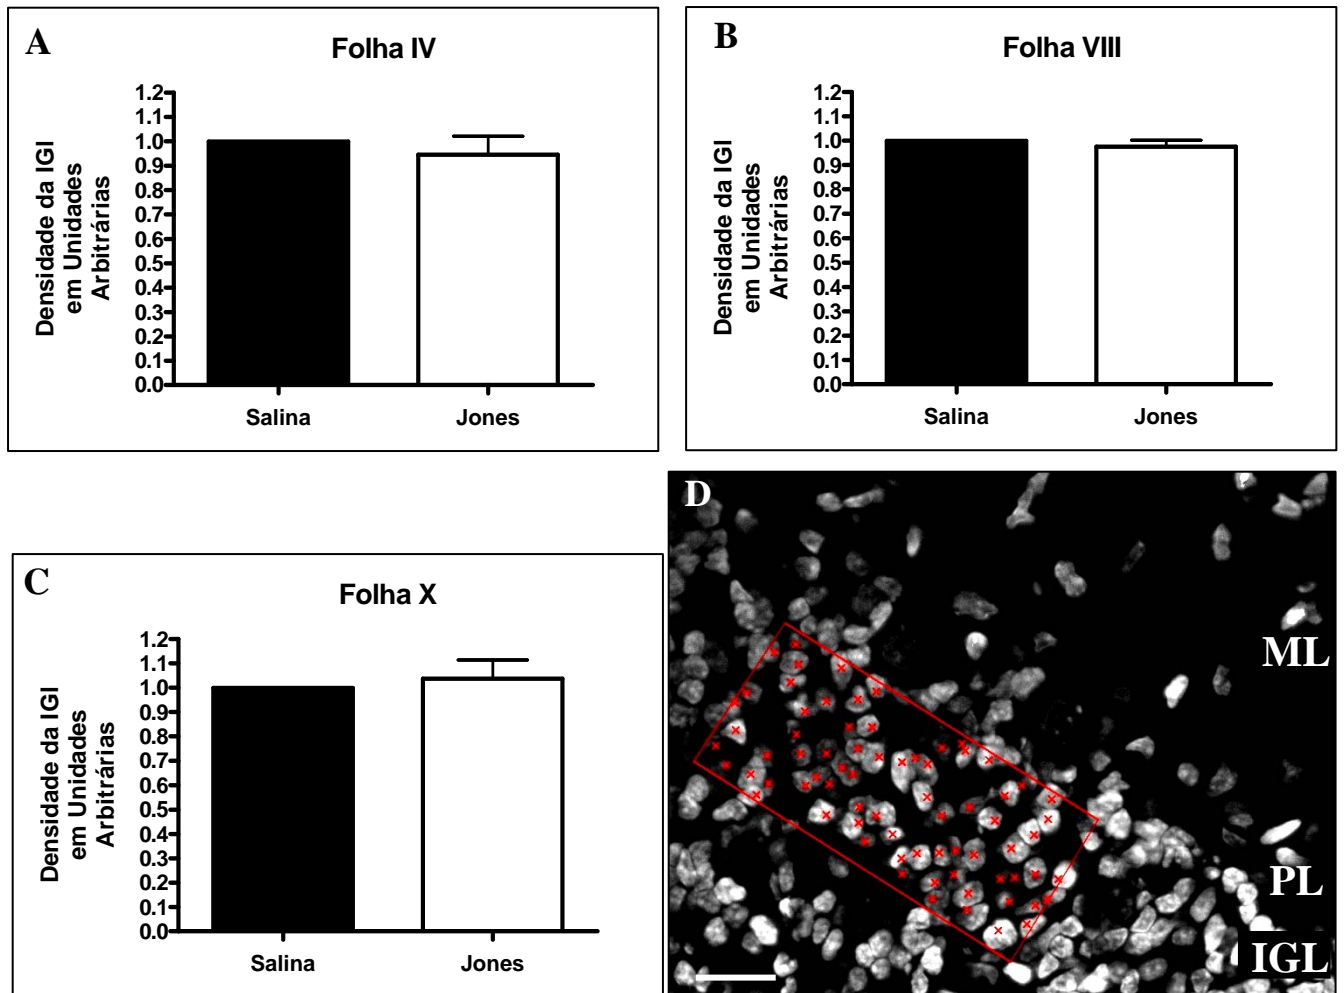 A
Folha IV
Densidade da IGl
em Unidades
Arbitrárias
1.2
1.1
1.0
0.9
0.8
0.7
0.6
0.5
0.4
0.3
0.2
0.1
0.0
Salina
Jones
B
Folha VIII
Densidade da IGl
em Unidades
Arbitrárias
1.2
1.1
1.0
0.9
0.8
0.7
0.6
0.5
0.4
0.3
0.2
0.1
0.0
Salina
Jones
C
Folha X
Densidade da IGl
em Unidades
Arbitrárias
1.2
1.1
1.0
0.9
0.8
0.7
0.6
0.5
0.4
0.3
0.2
0.1
0.0
Salina
Jones
D
ML
PL
IGL